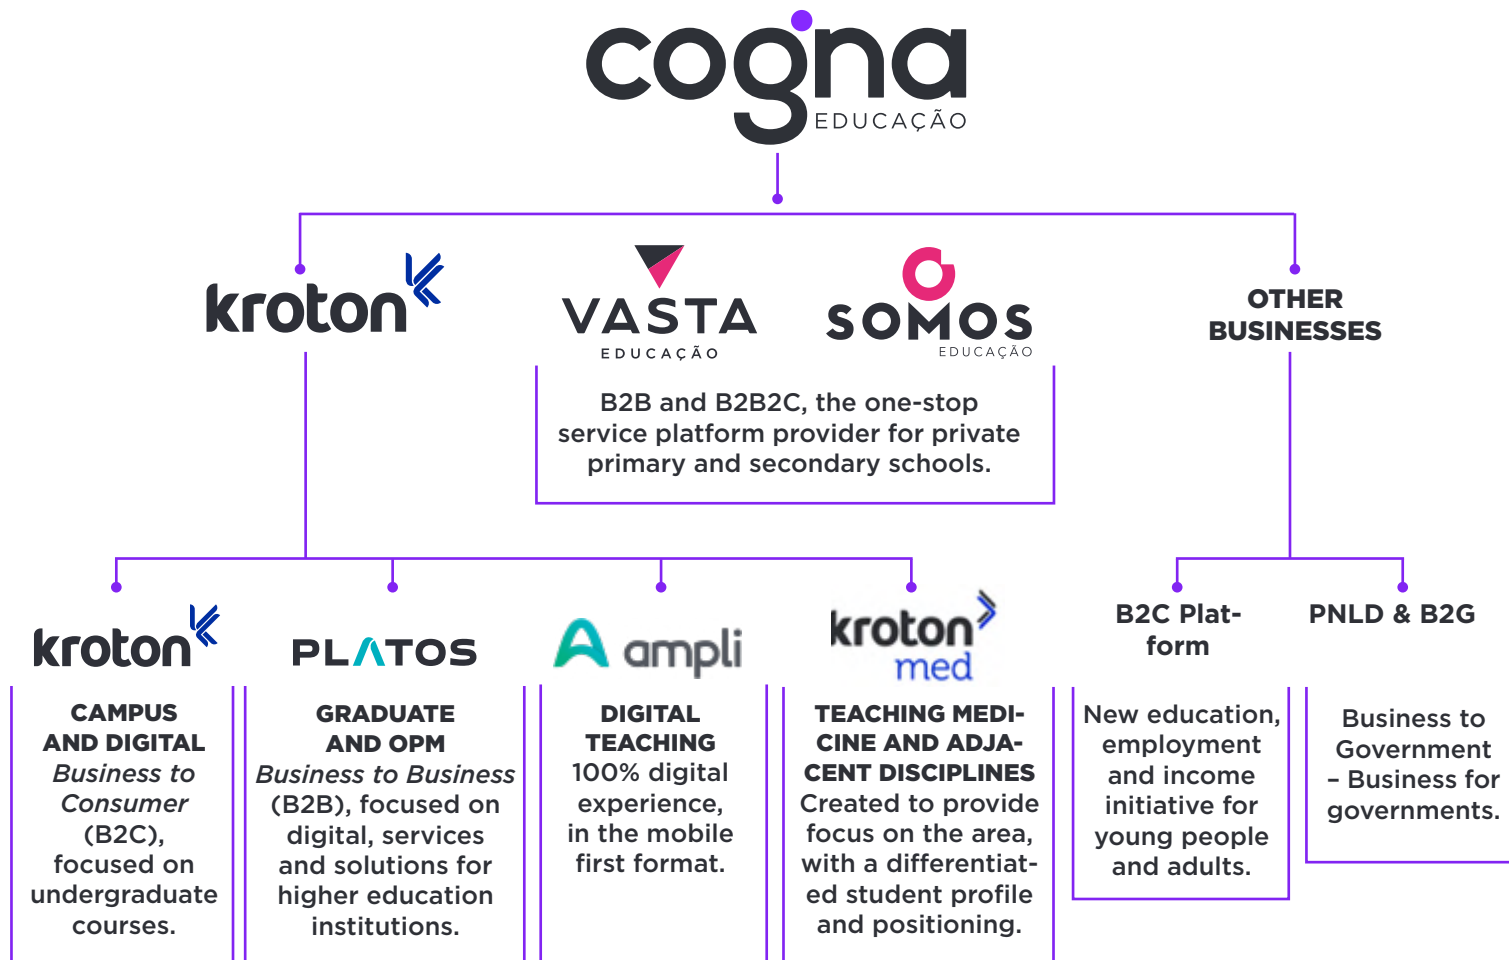 cogna
EDUCAÇÃO
kroton
VASTA
EDUCAÇÃO
SOMOS
EDUCAÇÃO
OTHER
BUSINESSES
B2B and B2B2C, the one-stop
service platform provider for private
primary and secondary schools.
kroton
CAMPUS
AND DIGITAL
Business to
Consumer
(B2C),
focused on
undergraduate
courses.
PLATOS
GRADUATE
AND OPM
Business to Business
(B2B), focused on
digital, services
and solutions for
higher education
institutions.
ampli
DIGITAL
TEACHING
100% digital
experience,
in the mobile
first format.
kroton
med
TEACHING MEDI-
CINE AND ADJA-
CENT DISCIPLINES
Created to provide
focus on the area,
with a differentiat-
ed student profile
and positioning.
B2C Plat-
form
New education,
employment
and income
initiative for
young people
and adults.
PNLD & B2G
Business to
Government
– Business for
governments.